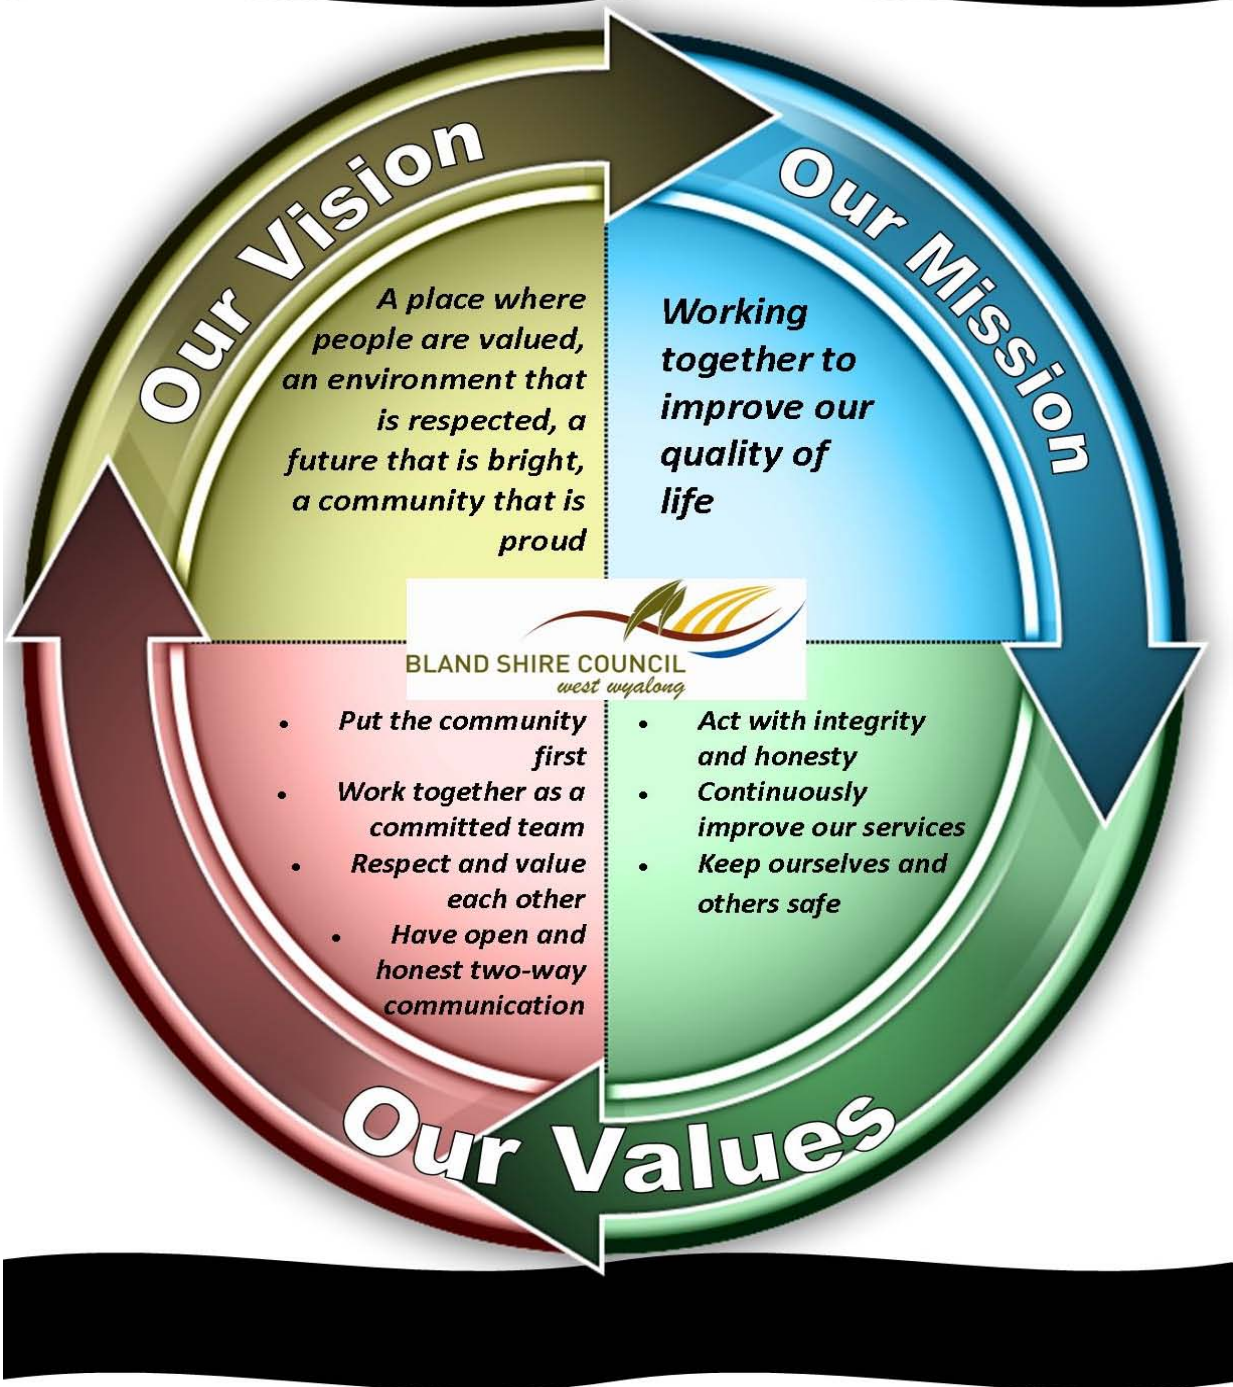 Our Vision
A place where
people are valued,
an environment that
is respected, a
future that is bright,
a community that is
proud
Our Mission
Working
together to
improve our
quality of
life
BLAND SHIRE COUNCIL
west wyalong
• Put the community
first
• Work together as a
committed team
• Respect and value
each other
• Have open and
honest two-way
communication
• Act with integrity
and honesty
• Continuously
improve our services
• Keep ourselves and
others safe
Our Values